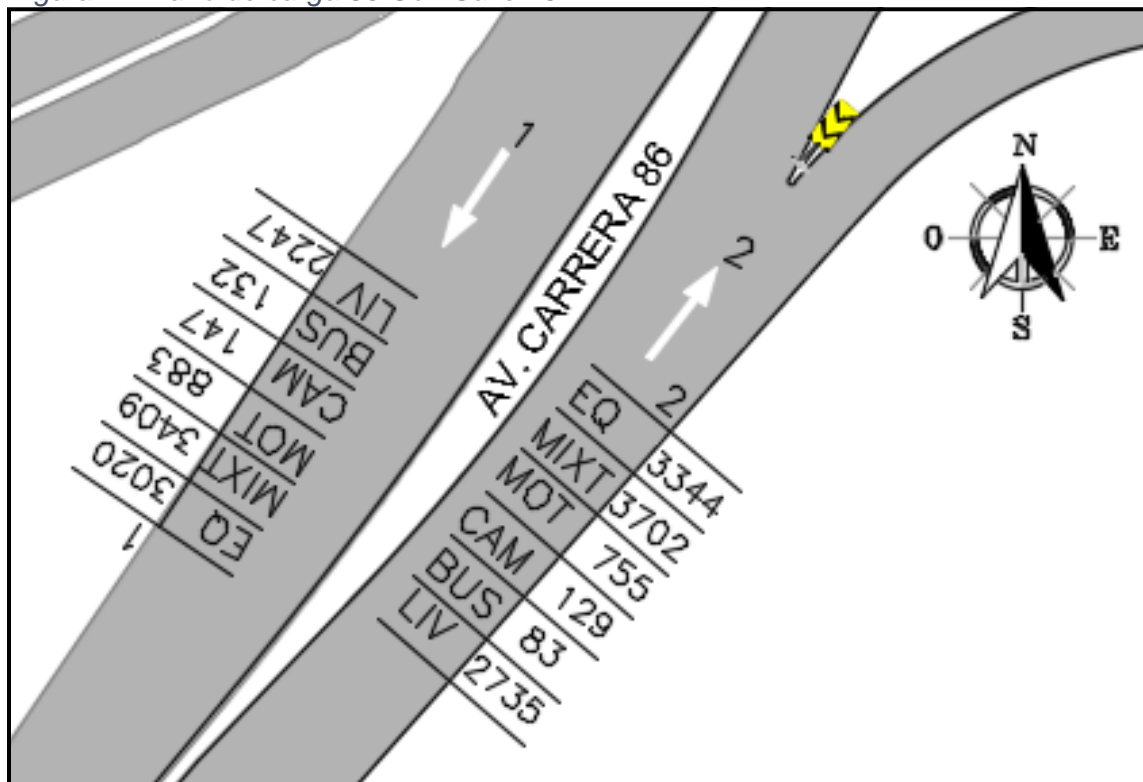 1
2247
LIV
132
BUS
147
CAM
883
MOT
3409
MIXT
3020
EQ
1
AV. CARRERA 86
2
2
EQ 3344
MIXT 3702
MOT 755
CAM 129
BUS 83
LIV 2735
N
O
E
S